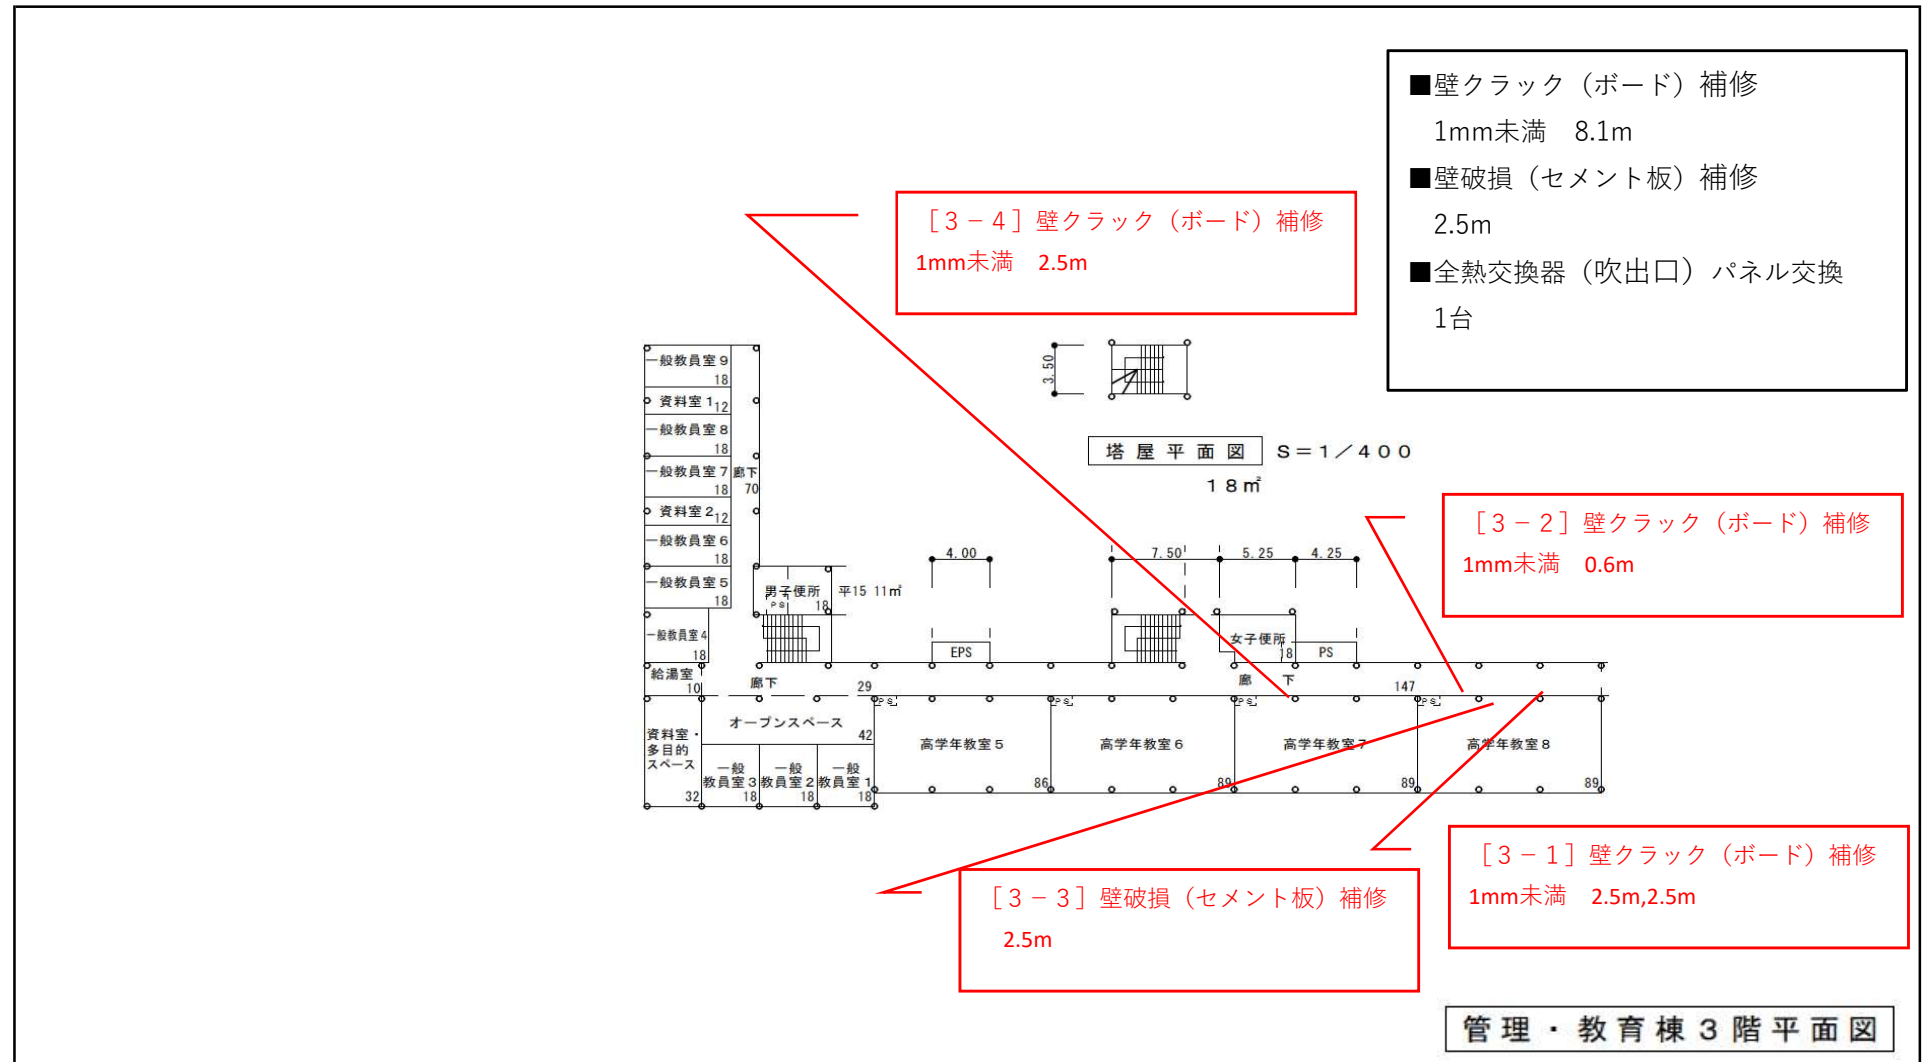 ■壁クラック（ボード）補修
1mm未満　8.1m
■壁破損（セメント板）補修
2.5m
■全熱交換器（吹出口）パネル交換
1台
［３－４］壁クラック（ボード）補修
1mm未満　2.5m
3.50
塔屋平面図　Ｓ＝１／４００
１８㎡
［３－２］壁クラック（ボード）補修
1mm未満　0.6m
一般教員室９
18
資料室１
12
一般教員室８
18
一般教員室７
18
廊下
70
資料室２
12
一般教員室６
18
一般教員室５
18
一般教員室４
18
給湯室
10
男子便所
PS
18
平15 11㎡
4.00
7.50
5.25
4.25
EPS
女子便所
18
PS
廊下
29
廊　下
147
PS
PS
PS
PS
資料室・
多目的
スペース
32
オープンスペース
42
一般
教員室３
18
一般
教員室２
18
一般
教員室１
18
高学年教室５
86
高学年教室６
89
高学年教室７
89
高学年教室８
89
［３－３］壁破損（セメント板）補修
2.5m
［３－１］壁クラック（ボード）補修
1mm未満　2.5m,2.5m
管理・教育棟３階平面図